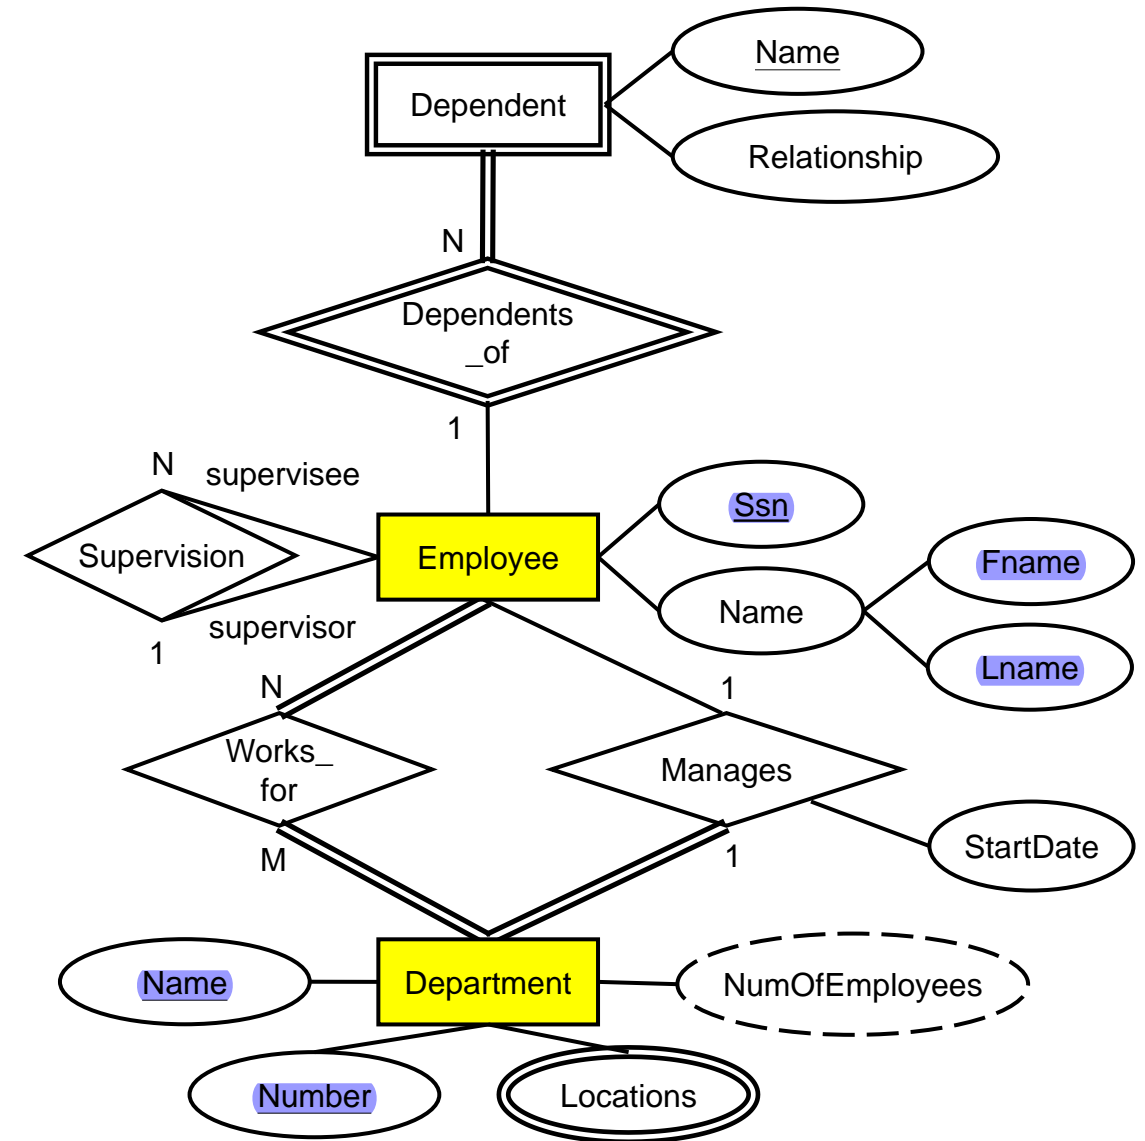 Name
Dependent
Relationship
N
Dependents
_of
1
N
supervisee
Ssn
Supervision
Employee
Fname
Name
supervisor
1
Lname
N
1
Works_
for
Manages
M
1
StartDate
Name
Department
NumOfEmployees
Number
Locations